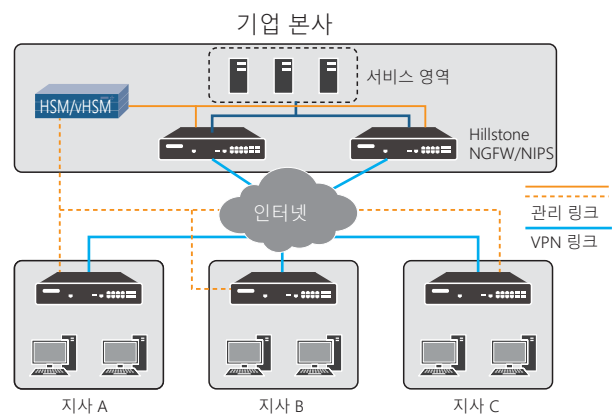 기업 본사
서비스 영역
HSM/vHSM
Hillstone
NGFW/NIPS
인터넷
관리 링크
VPN 링크
지사 A
지사 B
지사 C